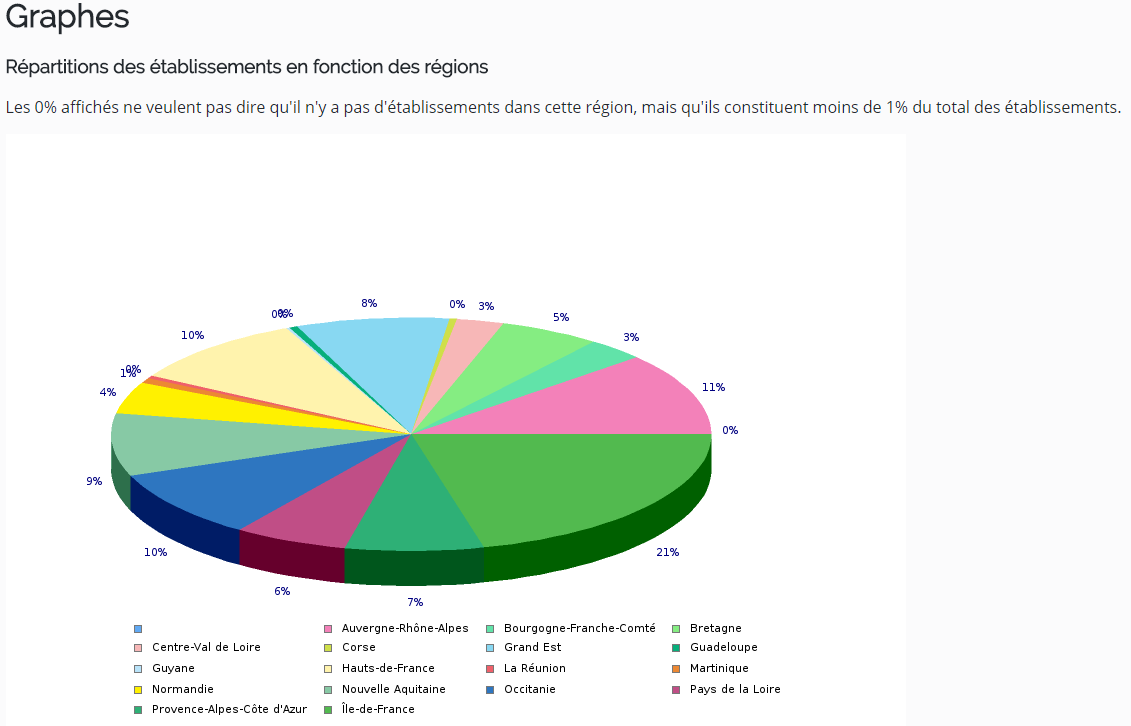 Graphes
Répartitions des établissements en fonction des régions
Les 0% affichés ne veulent pas dire qu'il n'y a pas d'établissements dans cette région, mais qu'ils constituent moins de 1% du total des établissements.
8% 0% 3%
0% 0% 5%
10% 3%
0%
1%
4% 11%
0%
9%
10% 21%
6%
7%
Auvergne-Rhône-Alpes Bourgogne-Franche-Comté Bretagne
Centre-Val de Loire Corse Grand Est Guadeloupe
Guyane Hauts-de-France La Réunion Martinique
Normandie Nouvelle Aquitaine Occitanie Pays de la Loire
Provence-Alpes-Côte d'Azur Île-de-France